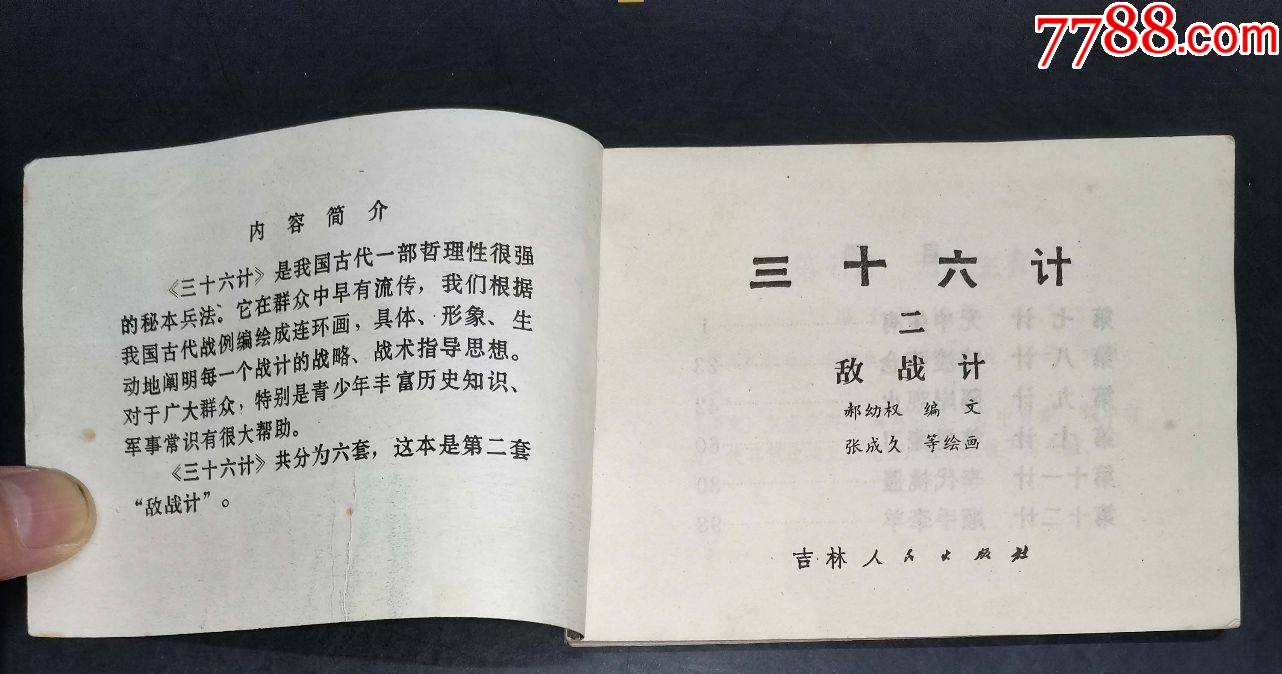 7788.com
内容简介
《三十六计》是我国古代一部哲理性很强
的秘本兵法。它在群众中早有流传，我们根据
我国古代战例编绘成连环画，具体、形象、生
动地阐明每一个战计的战略、战术指导思想。
对于广大群众，特别是青少年丰富历史知识、
军事常识有很大帮助。
《三十六计》共分为六套，这本是第二套
“敌战计”。
三十六计
二
敌战计
郝幼权 编文
张成久 等绘画
吉林人民出版社